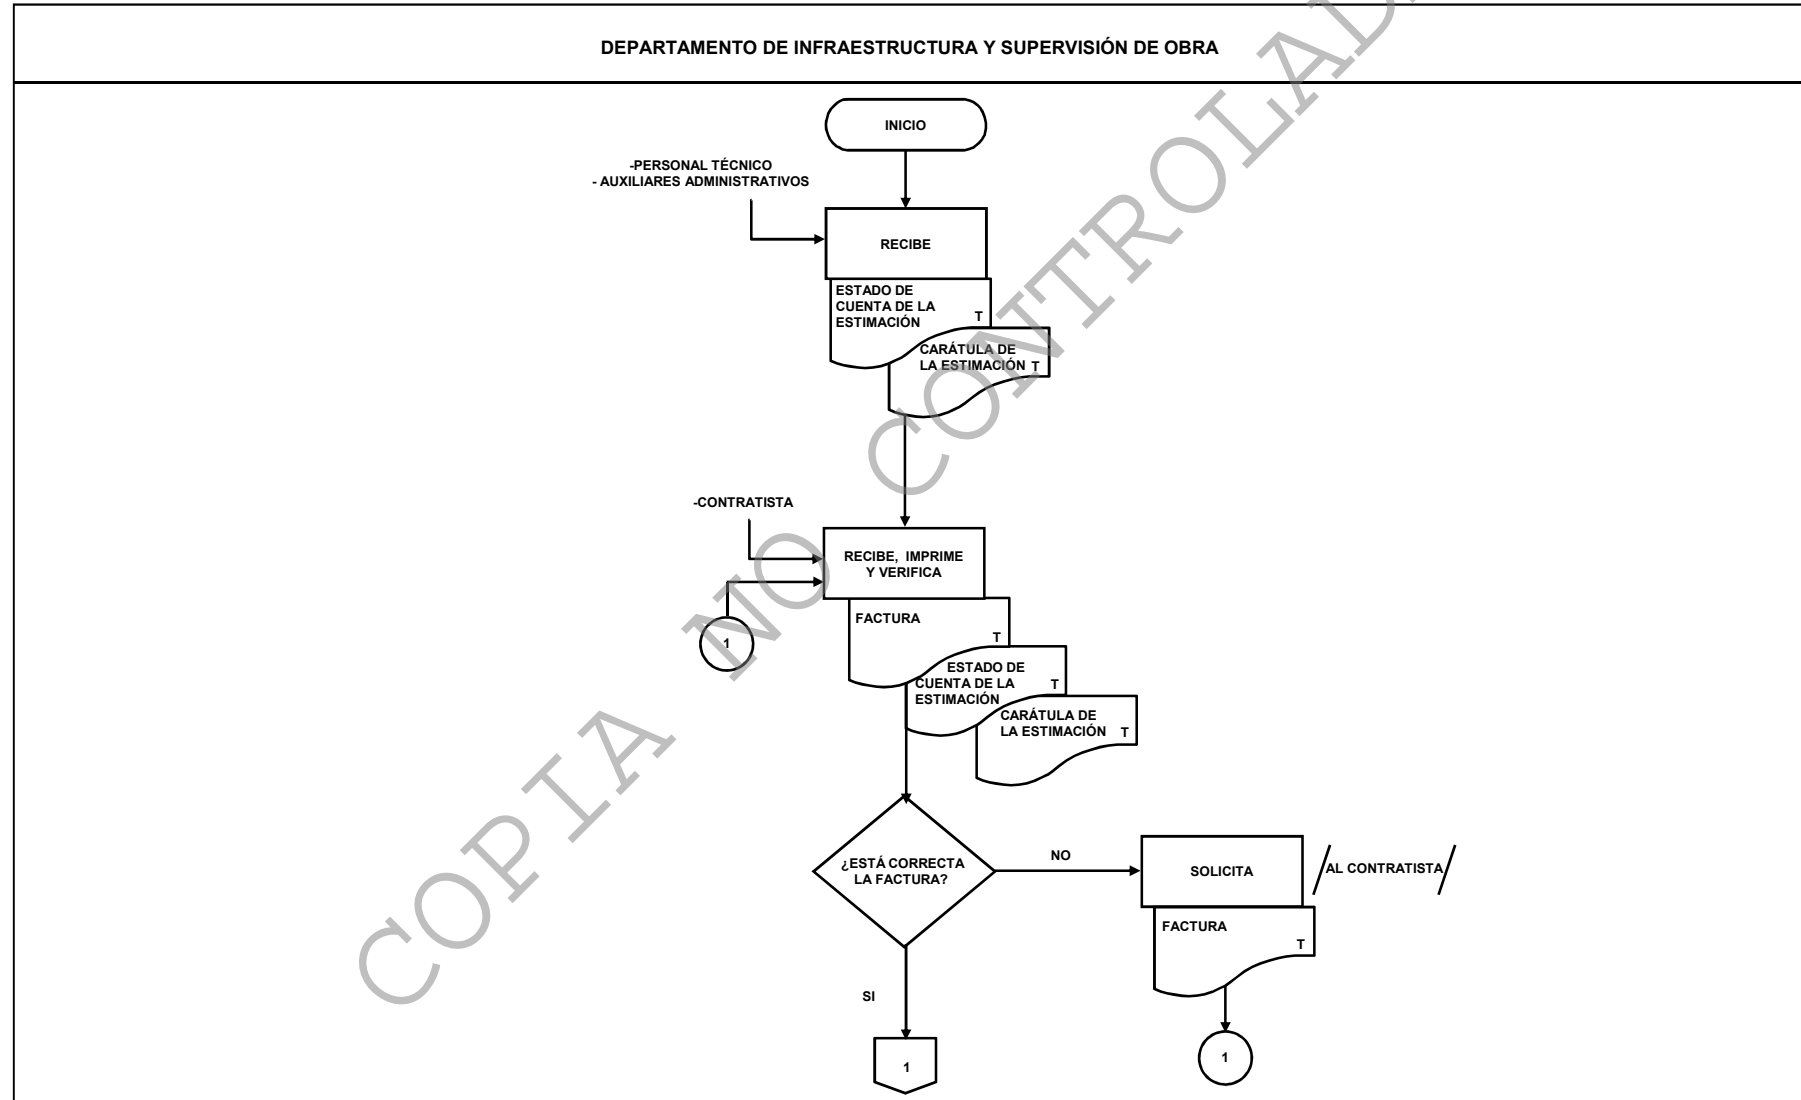 DEPARTAMENTO DE INFRAESTRUCTURA Y SUPERVISIÓN DE OBRA
INICIO
-PERSONAL TÉCNICO
- AUXILIARES ADMINISTRATIVOS
RECIBE
ESTADO DE
CUENTA DE LA
ESTIMACIÓN
T
CARÁTULA DE
LA ESTIMACIÓN T
-CONTRATISTA
RECIBE, IMPRIME
Y VERIFICA
1
FACTURA
T
ESTADO DE
CUENTA DE LA
ESTIMACIÓN
T
CARÁTULA DE
LA ESTIMACIÓN T
¿ESTÁ CORRECTA
LA FACTURA?
NO
SOLICITA
AL CONTRATISTA
FACTURA
T
SI
1
1
COPIA NO CONTROLAD